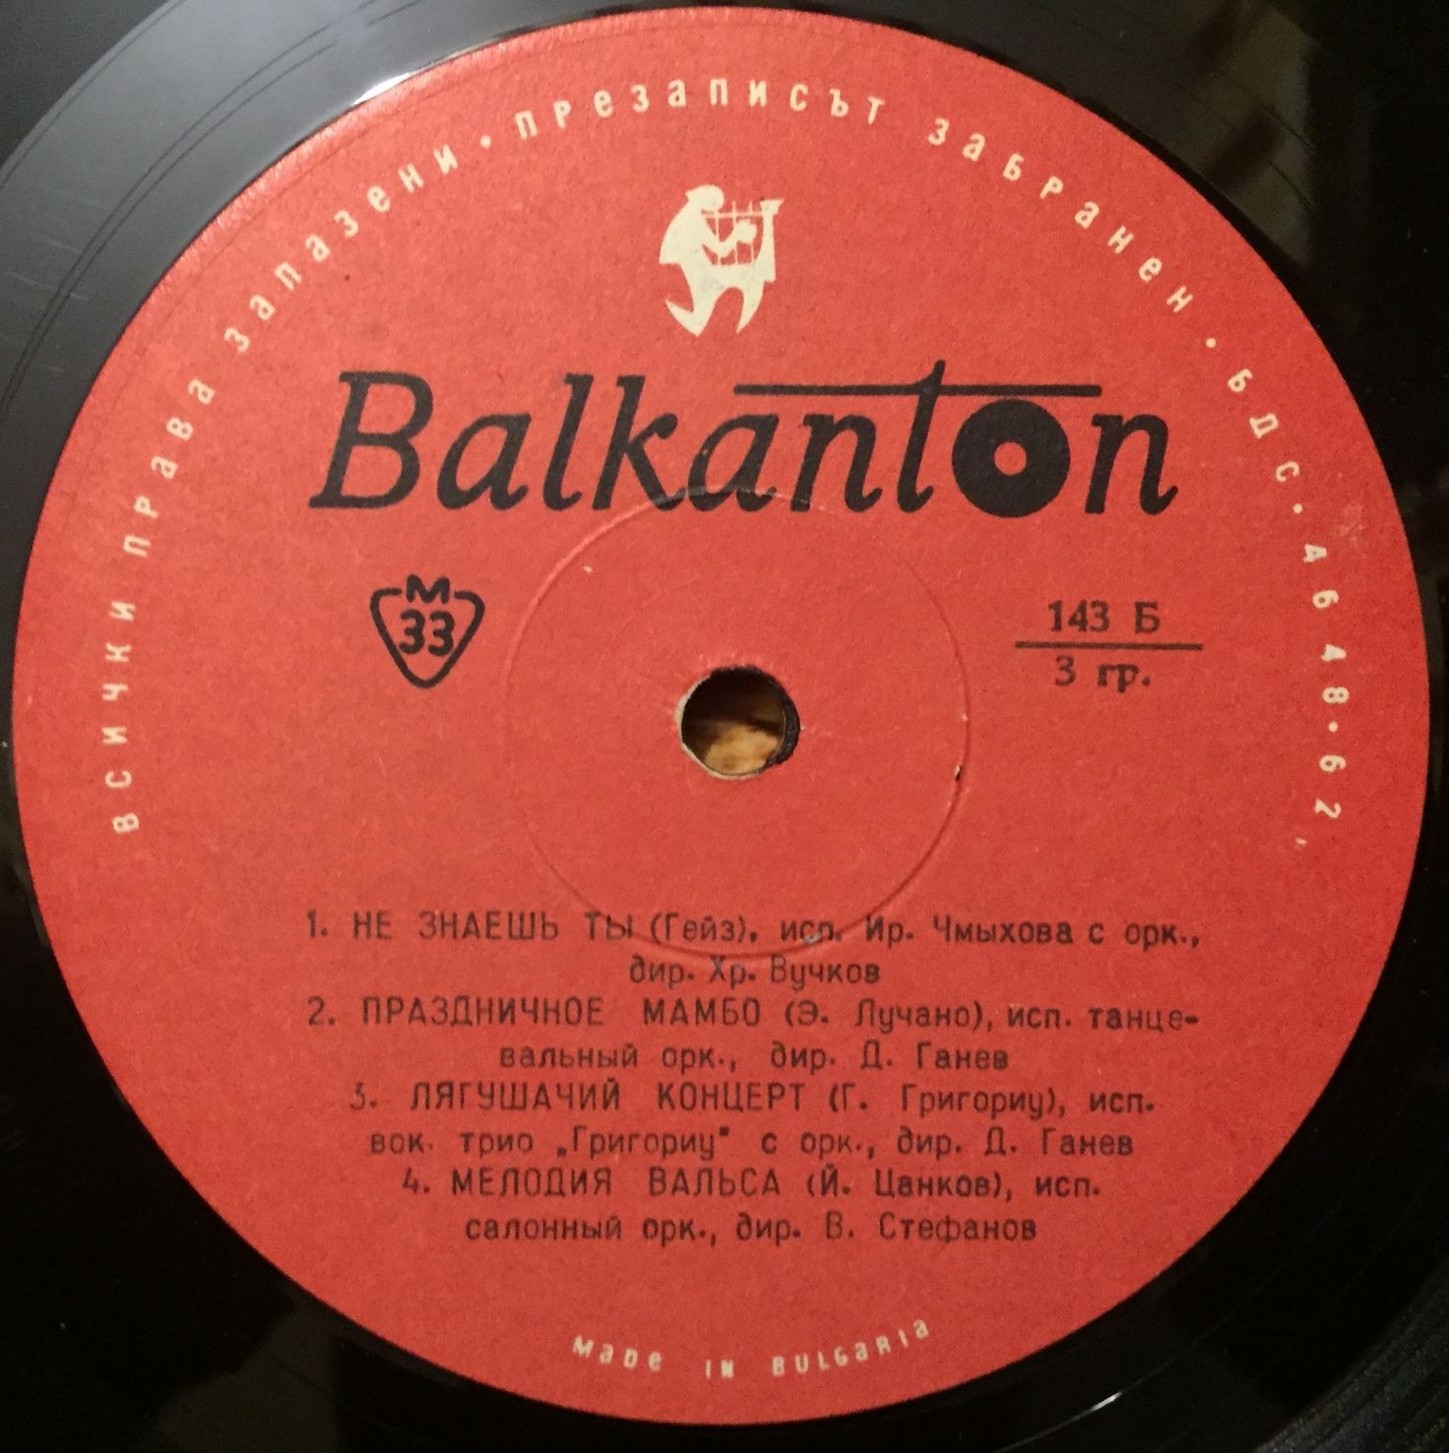 всички права запазени · презаписът забранен · БДС · 4648 · 62
Balkanton
М
33
143 Б
3 гр.
1. НЕ ЗНАЕШЬ ТЫ (Гейз), исп. Ир. Чмыхова с орк.,
дир. Хр. Вучков
2. ПРАЗДНИЧНОЕ МАМБО (Э. Лучано), исп. танце-
вальный орк., дир. Д. Ганев
3. ЛЯГУШАЧИЙ КОНЦЕРТ (Г. Григориу), исп.
вок. трио „Григориу" с орк., дир. Д. Ганев
4. МЕЛОДИЯ ВАЛЬСА (Й. Цанков), исп.
салонный орк., дир. В. Стефанов
Made in Bulgaria